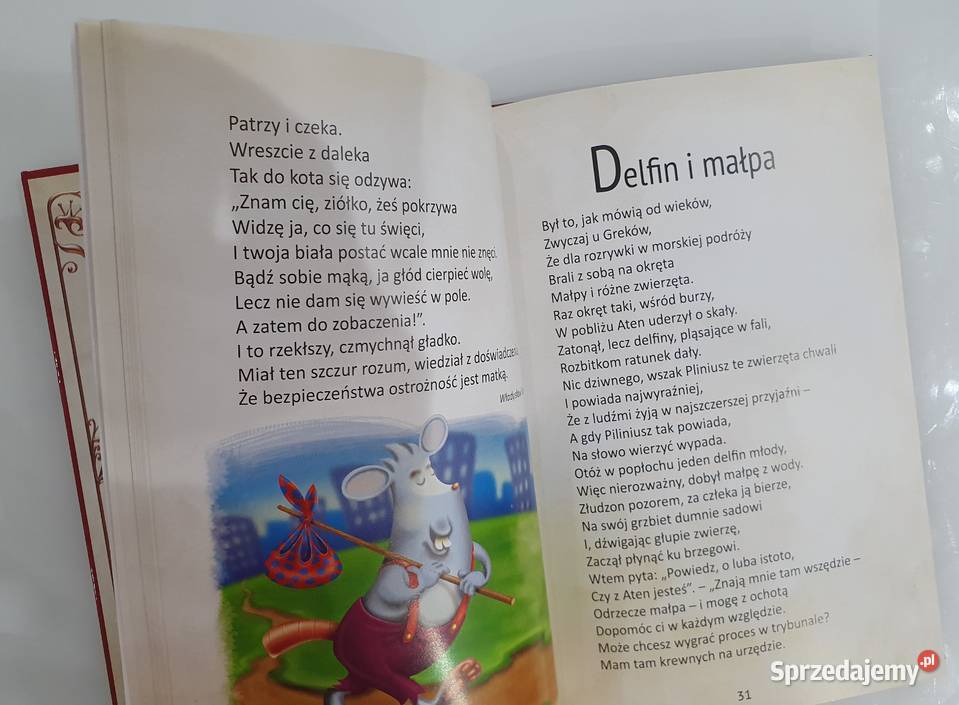 Patrzy i czeka.
Wreszcie z daleka
Tak do kota się odzywa:
„Znam cię, ziółko, żeś pokrzywa
Widzę ja, co się tu święci,
I twoja biała postać wcale mnie nie znęci.
Bądź sobie mąką, ja głód cierpieć wolę,
Lecz nie dam się wywieść w pole.
A zatem do zobaczenia!”.
I to rzekłszy, czmychnął gładko.
Miał ten szczur rozum, wiedział z doświadczenia
Że bezpieczeństwa ostrożność jest matką.
Delfin i małpa
Był to, jak mówią od wieków,
Zwyczaj u Greków,
Że dla rozrywki w morskiej podróży
Brali z sobą na okręta
Małpy i różne zwierzęta.
Raz okręt taki, wśród burzy,
W pobliżu Aten uderzył o skały.
Zatonął, lecz delfiny, pląsające w fali,
Rozbitkom ratunek dały.
Nic dziwnego, wszak Pliniusz te zwierzęta chwali
I powiada najwyraźniej,
Że z ludźmi żyją w najszczerszej przyjaźni –
A gdy Piliniusz tak powiada,
Na słowo wierzyć wypada.
Otóż w popłochu jeden delfin młody,
Więc nierozważny, dobył małpę z wody.
Złudzon pozorem, za człeka ją bierze,
Na swój grzbiet dumnie sadowi
I, dźwigając głupie zwierzę,
Zaczął płynąć ku brzegowi.
Wtem pyta: „Powiedz, o luba istoto,
Czy z Aten jesteś”. – „Znają mnie tam wszędzie –
Odrzecze małpa – i mogę z ochotą
Dopomóc ci w każdym względzie.
Może chcesz wygrać proces w trybunale?
Mam tam krewnych na urzędzie.
31
Sprzedajemy.pl